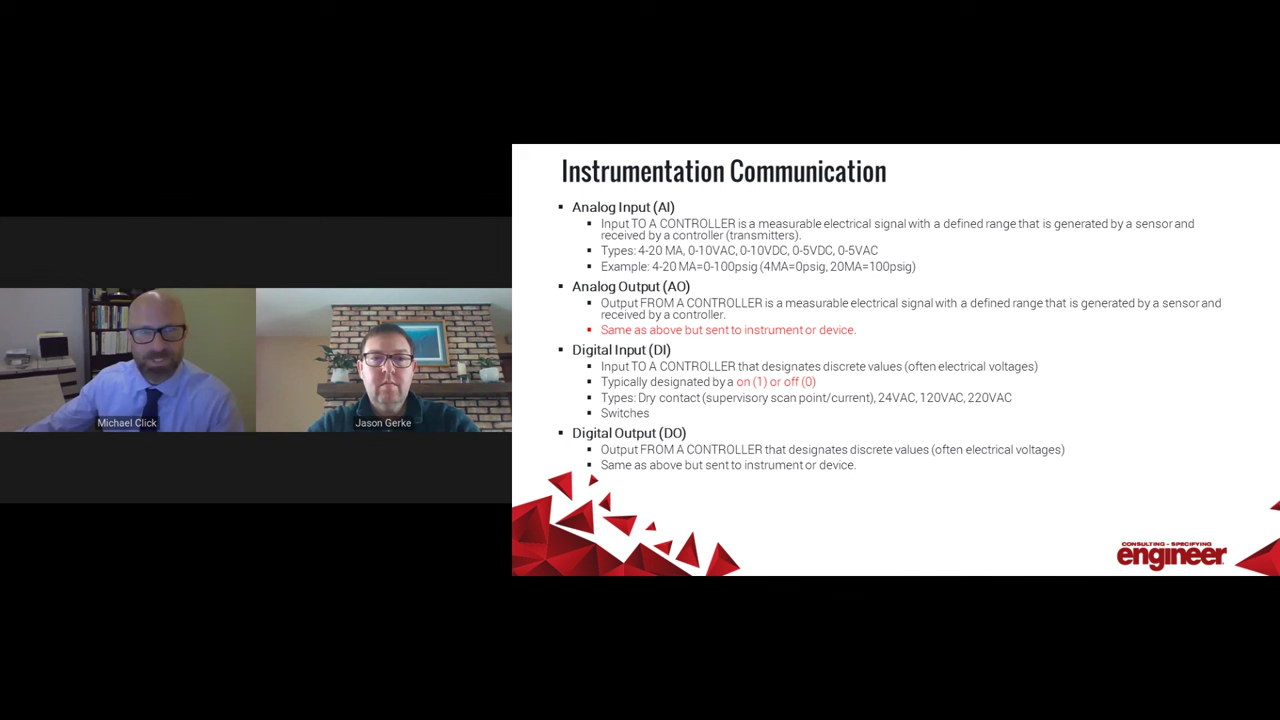 Instrumentation Communication
Analog Input (AI)
Input TO A CONTROLLER is a measurable electrical signal with a defined range that is generated by a sensor and
received by a controller (transmitters).
Types: 4-20 MA, 0-10VAC, 0-10VDC, 0-5VDC, 0-5VAC
Example: 4-20 MA=0-100psig (4MA=0psig, 20MA=100psig)
Analog Output (AO)
Output FROM A CONTROLLER is a measurable electrical signal with a defined range that is generated by a sensor and
received by a controller.
Same as above but sent to instrument or device.
Digital Input (DI)
Input TO A CONTROLLER that designates discrete values (often electrical voltages)
Typically designated by a on (1) or off (0)
Types: Dry contact (supervisory scan point/current), 24VAC, 120VAC, 220VAC
Switches
Digital Output (DO)
Output FROM A CONTROLLER that designates discrete values (often electrical voltages)
Same as above but sent to instrument or device.
Michael Click
Jason Gerke
CONSULTING - SPECIFYING
engineer